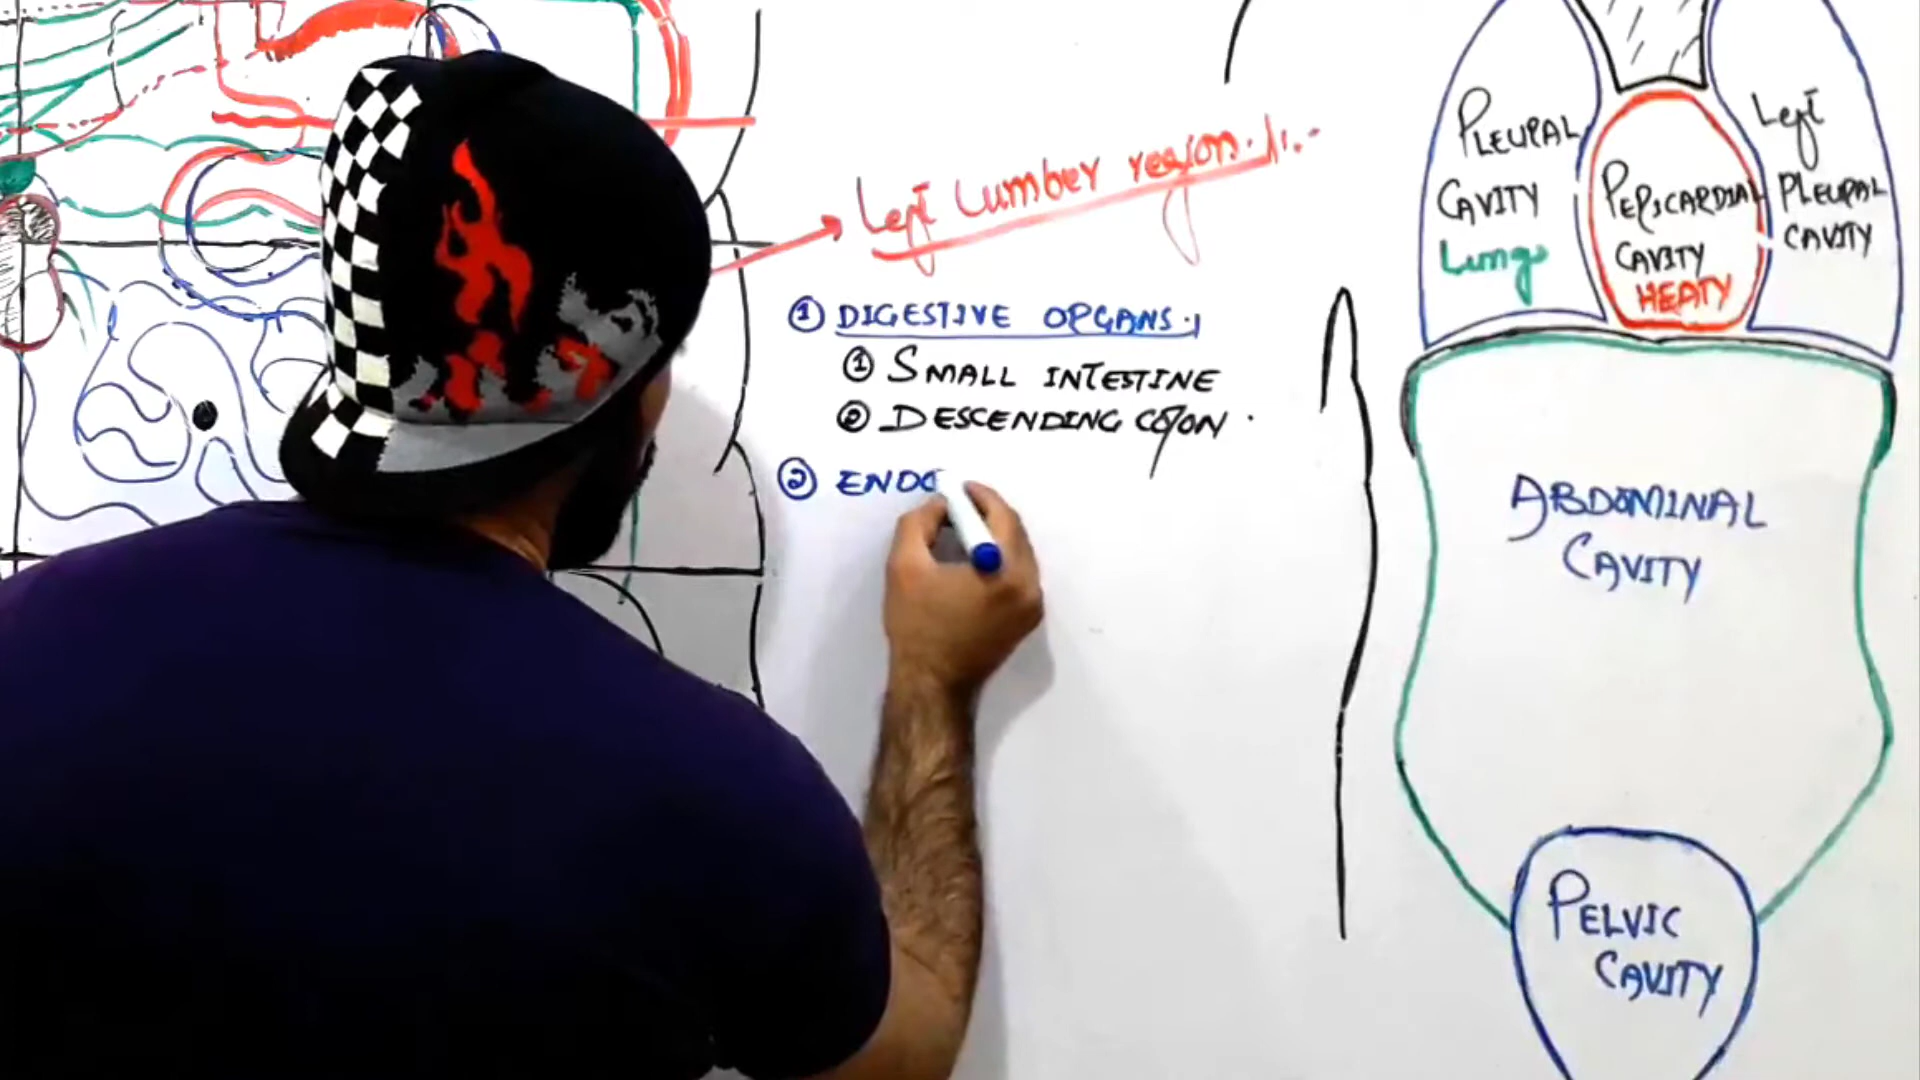 Left Lumber region.
① DIGESTIVE ORGANS.
① SMALL INTESTINE
② DESCENDING COLON.
② ENDO
PLEURAL
CAVITY
Lungs
PERICARDIAL
CAVITY
HEATY
Left
PLEURAL
CAVITY
ABDOMINAL
CAVITY
PELVIC
CAVITY